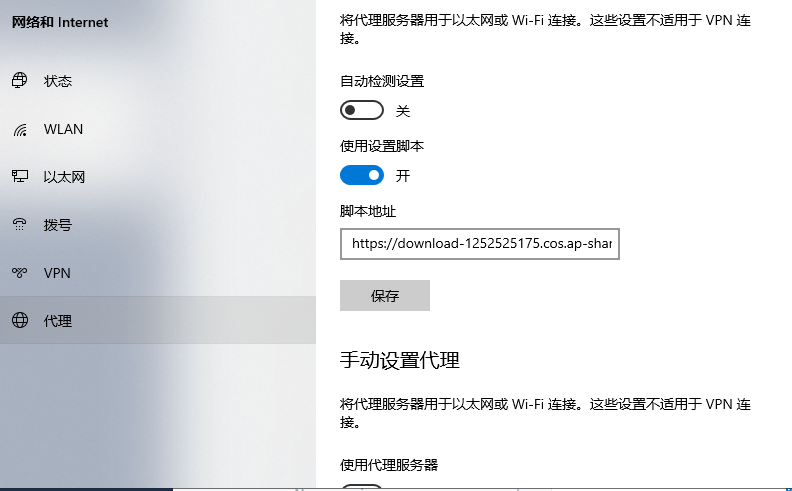 网络和 Internet
状态
WLAN
以太网
拨号
VPN
代理
将代理服务器用于以太网或 Wi-Fi 连接。这些设置不适用于 VPN 连
接。
自动检测设置
关
使用设置脚本
开
脚本地址
https://download-1252525175.cos.ap-shar
保存
手动设置代理
将代理服务器用于以太网或 Wi-Fi 连接。这些设置不适用于 VPN 连
接。
使用代理服务器